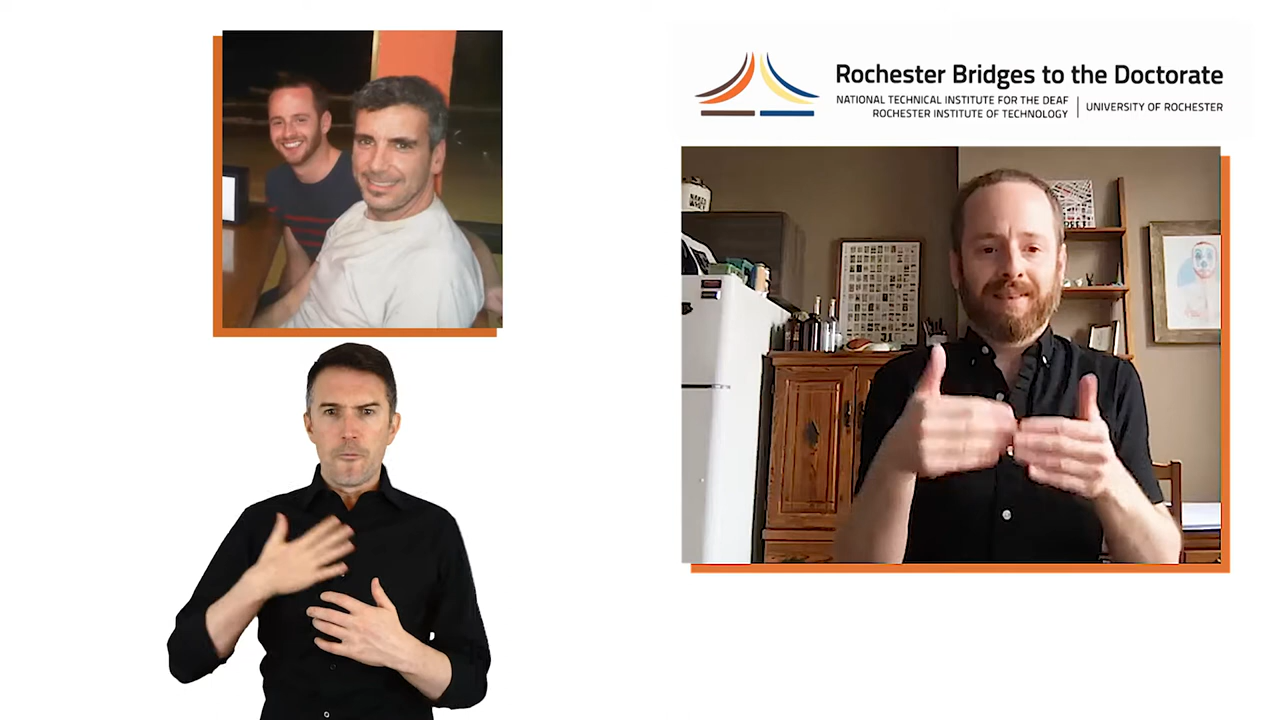 Rochester Bridges to the Doctorate
NATIONAL TECHNICAL INSTITUTE FOR THE DEAF
ROCHESTER INSTITUTE OF TECHNOLOGY
UNIVERSITY OF ROCHESTER